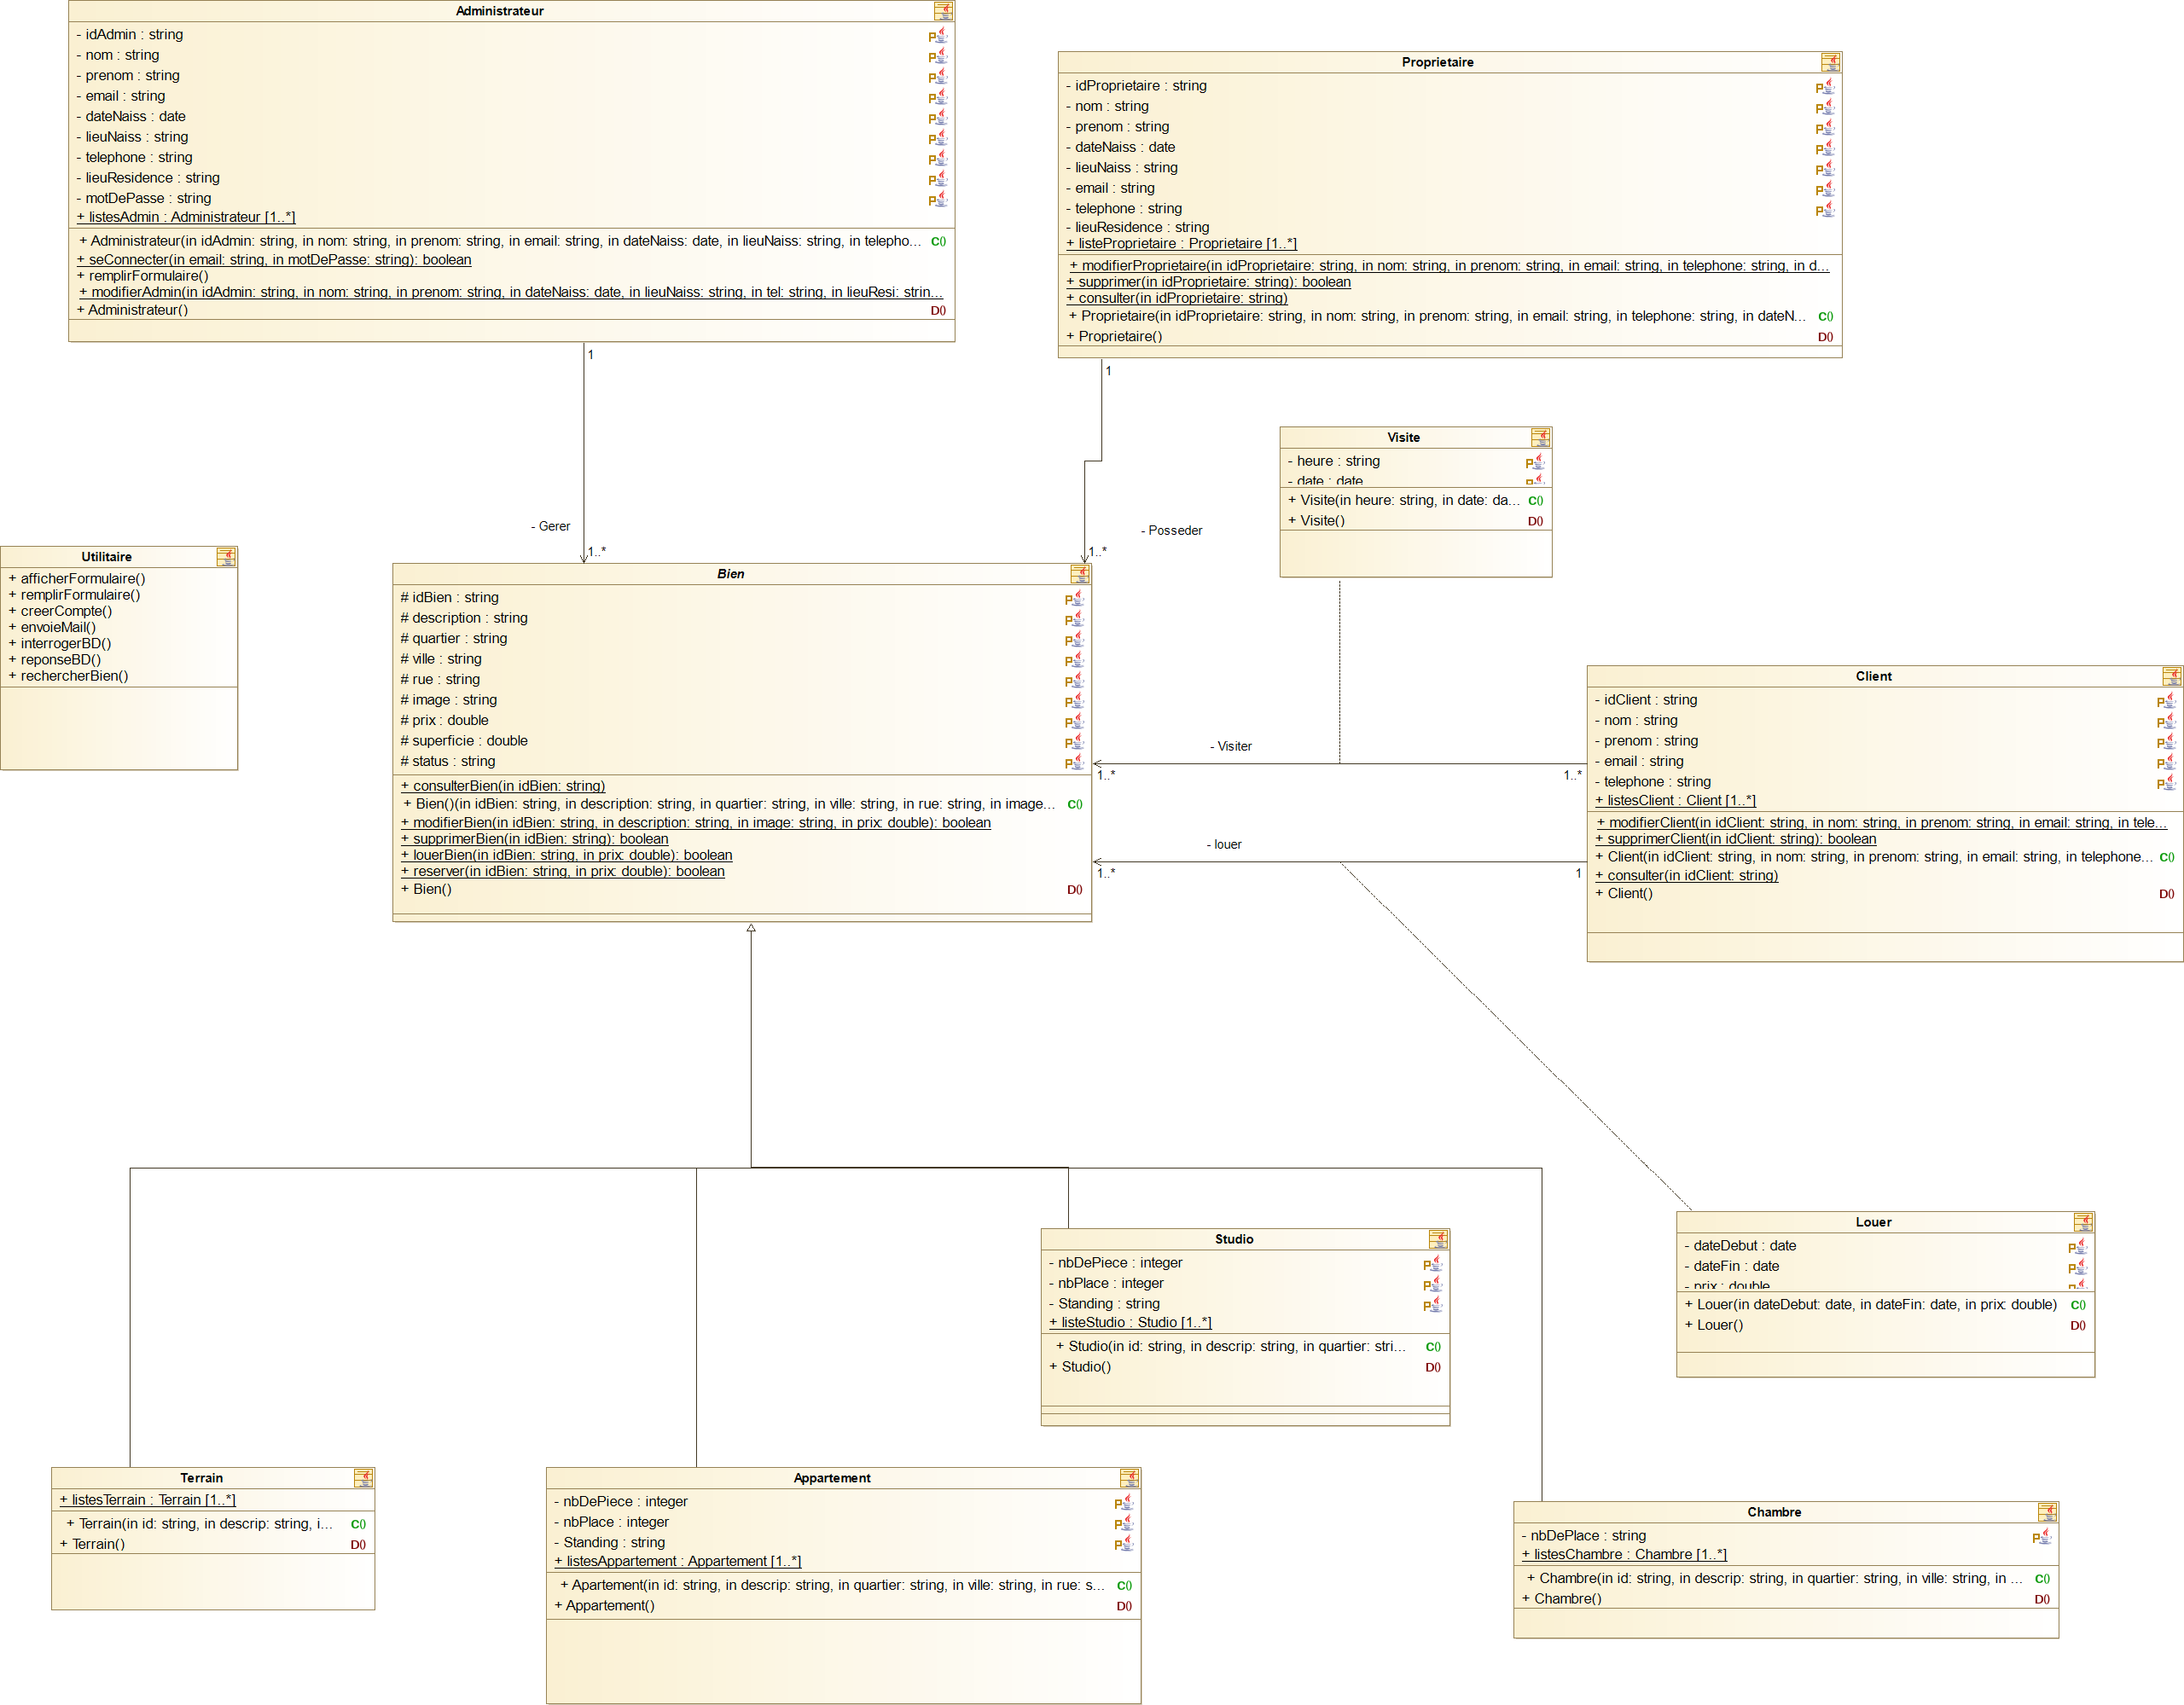 Administrateur
- idAdmin : string
- nom : string
- prenom : string
- email : string
- dateNaiss : date
- lieuNaiss : string
- telephone : string
- lieuResidence : string
- motDePasse : string
+ listesAdmin : Administrateur [1..*]
+ Administrateur(in idAdmin: string, in nom: string, in prenom: string, in email: string, in dateNaiss: date, in lieuNaiss: string, in telepho... C()
+ seConnecter(in email: string, in motDePasse: string): boolean
+ remplirFormulaire()
+ modifierAdmin(in idAdmin: string, in nom: string, in prenom: string, in dateNaiss: date, in lieuNaiss: string, in tel: string, in lieuResi: strin...
+ Administrateur() D()
Proprietaire
- idProprietaire : string
- nom : string
- prenom : string
- dateNaiss : date
- lieuNaiss : string
- email : string
- telephone : string
- lieuResidence : string
+ listeProprietaire : Proprietaire [1..*]
+ modifierProprietaire(in idProprietaire: string, in nom: string, in prenom: string, in email: string, in telephone: string, in d...
+ supprimer(in idProprietaire: string): boolean
+ consulter(in idProprietaire: string)
+ Proprietaire(in idProprietaire: string, in nom: string, in prenom: string, in email: string, in telephone: string, in dateN... C()
+ Proprietaire() D()
1
1
- Gerer
1..*
- Posseder
1..*
Visite
- heure : string
- date : date
+ Visite(in heure: string, in date: da... C()
+ Visite() D()
Utilitaire
+ afficherFormulaire()
+ remplirFormulaire()
+ creerCompte()
+ envoieMail()
+ interrogerBD()
+ reponseBD()
+ rechercherBien()
Bien
# idBien : string
# description : string
# quartier : string
# ville : string
# rue : string
# image : string
# prix : double
# superficie : double
# status : string
+ consulterBien(in idBien: string)
+ Bien()(in idBien: string, in description: string, in quartier: string, in ville: string, in rue: string, in image... C()
+ modifierBien(in idBien: string, in description: string, in image: string, in prix: double): boolean
+ supprimerBien(in idBien: string): boolean
+ louerBien(in idBien: string, in prix: double): boolean
+ reserver(in idBien: string, in prix: double): boolean
+ Bien() D()
- Visiter
1..*
1..*
- louer
1..*
1
Client
- idClient : string
- nom : string
- prenom : string
- email : string
- telephone : string
+ listesClient : Client [1..*]
+ modifierClient(in idClient: string, in nom: string, in prenom: string, in email: string, in tele...
+ supprimerClient(in idClient: string): boolean
+ Client(in idClient: string, in nom: string, in prenom: string, in email: string, in telephone... C()
+ consulter(in idClient: string)
+ Client() D()
Louer
- dateDebut : date
- dateFin : date
- prix : double
+ Louer(in dateDebut: date, in dateFin: date, in prix: double) C()
+ Louer() D()
Studio
- nbDePiece : integer
- nbPlace : integer
- Standing : string
+ listeStudio : Studio [1..*]
+ Studio(in id: string, in descrip: string, in quartier: stri... C()
+ Studio() D()
Terrain
+ listesTerrain : Terrain [1..*]
+ Terrain(in id: string, in descrip: string, i... C()
+ Terrain() D()
Appartement
- nbDePiece : integer
- nbPlace : integer
- Standing : string
+ listesAppartement : Appartement [1..*]
+ Apartement(in id: string, in descrip: string, in quartier: string, in ville: string, in rue: s... C()
+ Appartement() D()
Chambre
- nbDePlace : string
+ listesChambre : Chambre [1..*]
+ Chambre(in id: string, in descrip: string, in quartier: string, in ville: string, in ... C()
+ Chambre() D()